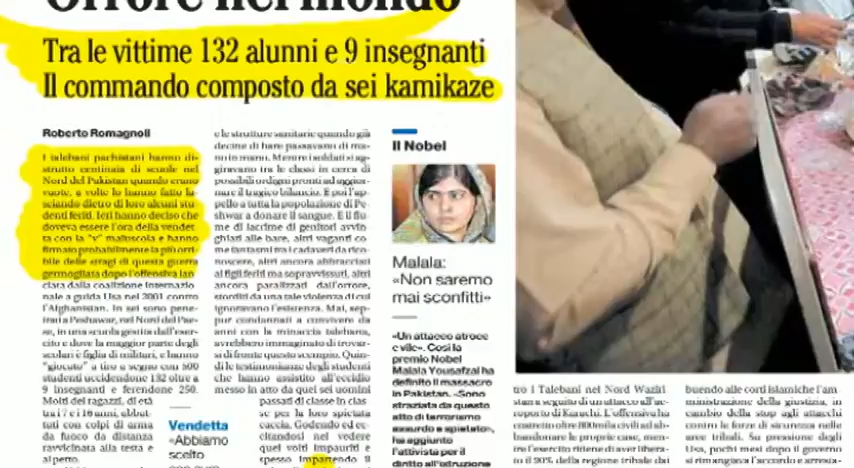 Orrore nel mondo
Tra le vittime 132 alunni e 9 insegnanti
Il commando composto da sei kamikaze
Roberto Romagnoli
I talebani pachistani hanno di-
strutto centinaia di scuole nel
Nord del Pakistan quando erano
vuote, a volte lo hanno fatto la-
sciando dietro di loro alcuni stu-
denti feriti. Ieri hanno deciso che
doveva essere l'ora della vendet-
ta con la "v" maiuscola e hanno
firmato probabilmente la più orri-
bile delle stragi di questa guerra
germogliata dopo l'offensiva lan-
ciata dalla coalizione internazio-
nale a guida Usa nel 2001 contro
l'Afghanistan. In sei sono pene-
trati a Peshawar, nel Nord del Pae-
se, in una scuola gestita dall'eser-
cito e dove la maggior parte degli
scolari è figlia di militari, e hanno
"giocato" a tiro a segno con 500
studenti uccidendone 132 oltre a
9 insegnanti e ferendone 250.
Molti dei ragazzi, di età
tra i 7 e i 16 anni, abbat-
tuti con colpi di arma
da fuoco da distanza
ravvicinata alla testa e
al petto.
Vendetta
«Abbiamo
scelto
e le strutture sanitarie quando già
decine di bare passavano di ma-
no in mano. Mentre i soldati si ag-
giravano tra le classi in cerca di
possibili ordigni pronti ad aggior-
nare il tragico bilancio. E poi l'ap-
pello a tutta la popolazione di Pe-
shwar a donare il sangue. E il fiu-
me di lacrime di genitori avvin-
ghiati alle bare, altri vaganti co-
me fantasmi tra i cadaveri da rico-
noscere, altri ancora abbracciati
ai figli feriti ma sopravvissuti, altri
ancora paralizzati dall'orrore,
storditi da una tale violenza di cui
ignoravano l'esistenza. Mai, sep-
pur condannati a convivere da
anni con la minaccia talebana,
avrebbero immaginato di trovar-
si di fronte questo scempio. Quin-
di le testimonianze degli studenti
che hanno assistito all'eccidio
messo in atto da quei sei uomini
passati di classe in clas-
se per la loro spietata
caccia. Godendo ed ec-
citandosi nel vedere
quei volti impauriti e
spesso impartendo il
Il Nobel
Malala:
«Non saremo
mai sconfitti»
«Un attacco atroce
e vile». Così la
premio Nobel
Malala Yousafzai ha
definito il massacro
in Pakistan. «Sono
straziata da questo
atto di terrorismo
assurdo e spietato»,
ha aggiunto
l'attivista per il
diritto all'istruzione
tro i Talebani nel Nord Wazhi-
stan a seguito di un attacco all'ae-
roporto di Karachi. L'offensiva ha
costretto oltre 800mila civili ad ab-
bandonare le proprie case, men-
tre l'esercito ritiene di aver libera-
to il 90% della regione tribale dai
buendo alle corti islamiche l'am-
ministrazione della giustizia, in
cambio della stop agli attacchi
contro le forze di sicurezza nelle
aree tribali. Su pressione degli
Usa, pochi mesi dopo il governo
si rimangiava l'accordo e arresta-